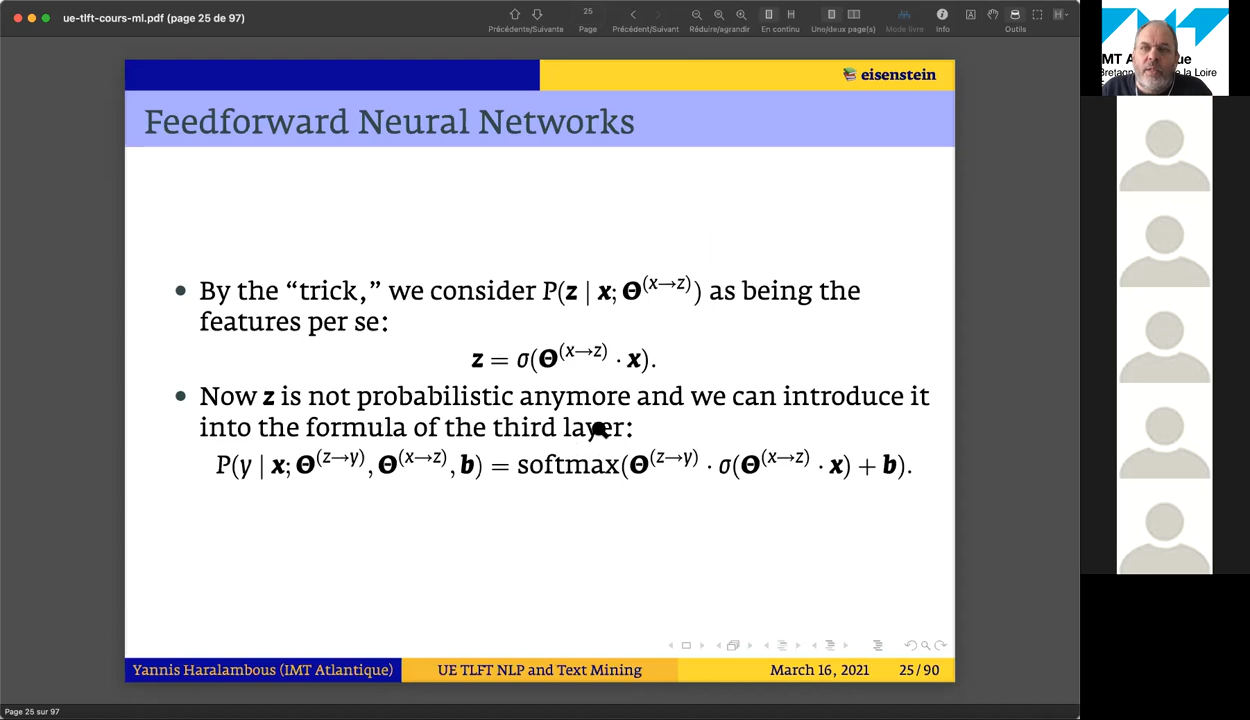 ue-tlft-cours-ml.pdf (page 25 de 97)
25
Précédente/Suivante Page Précédent/Suivant Réduire/agrandir En continu Une/deux page(s) Mode livre Info Outils
eisenstein
Feedforward Neural Networks
• By the “trick,” we consider P(z | x; Θ^(x→z)) as being the
features per se:
z = σ(Θ^(x→z) · x).
• Now z is not probabilistic anymore and we can introduce it
into the formula of the third layer:
P(y | x; Θ^(z→y), Θ^(x→z), b) = softmax(Θ^(z→y) · σ(Θ^(x→z) · x) + b).
Yannis Haralambous (IMT Atlantique) UE TLFT NLP and Text Mining March 16, 2021 25/90
Page 25 sur 97
la Loire